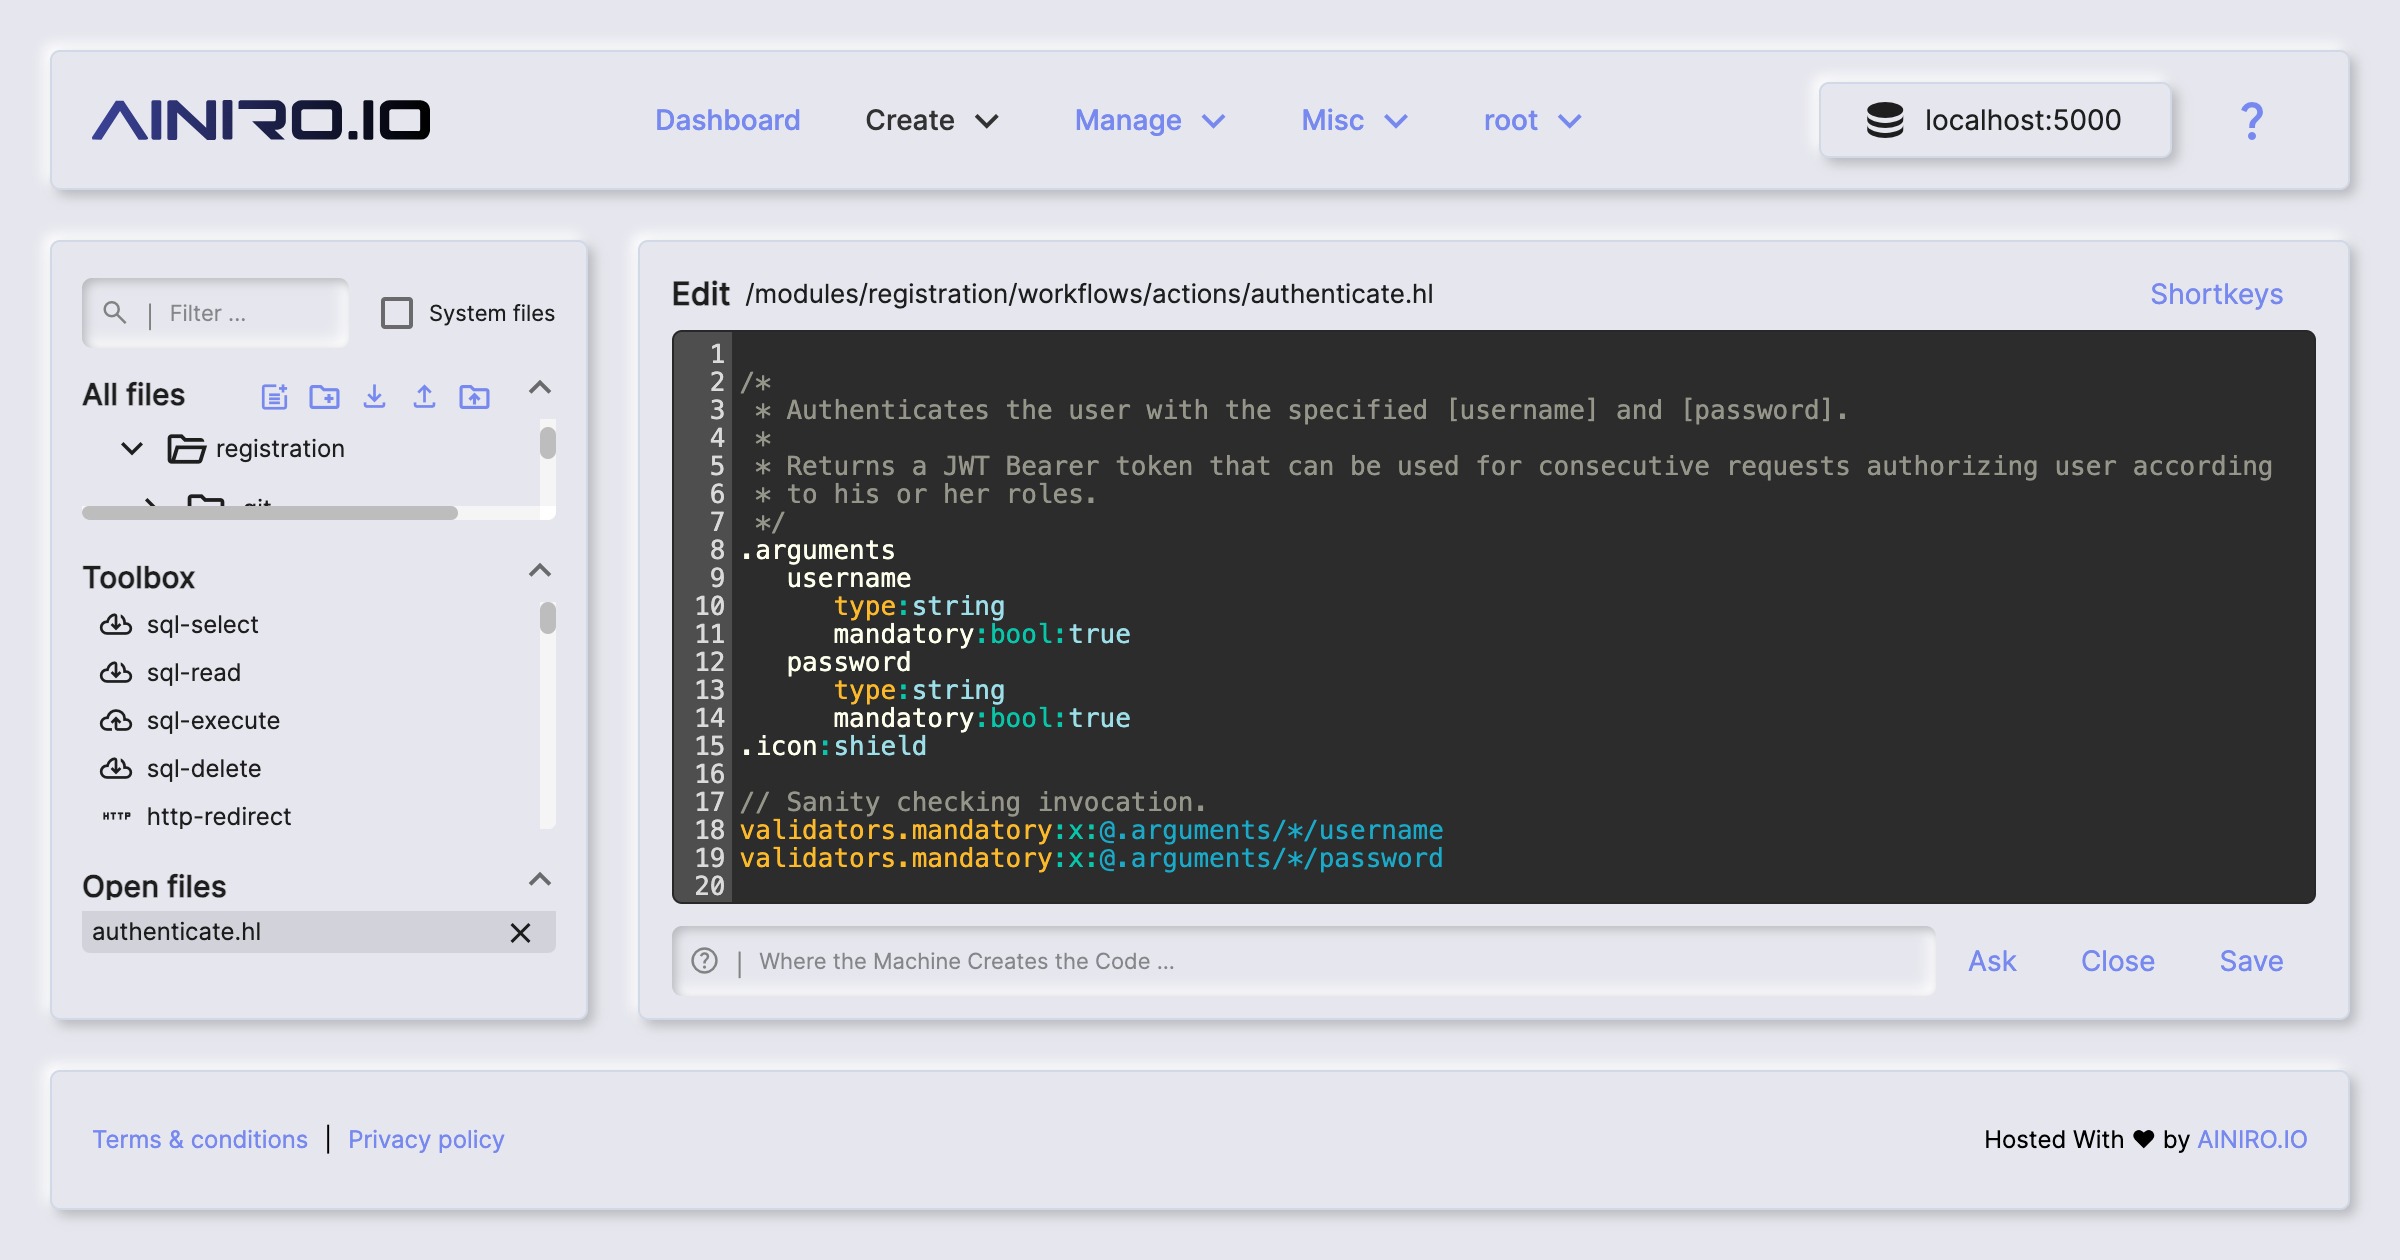 AINIRO.IO
Dashboard Create Manage Misc root localhost:5000 ?
Filter ... System files
All files
registration
git
Toolbox
sql-select
sql-read
sql-execute
sql-delete
HTTP http-redirect
Open files
authenticate.hl
Edit /modules/registration/workflows/actions/authenticate.hl Shortkeys
1
2 /*
3  * Authenticates the user with the specified [username] and [password].
4  *
5  * Returns a JWT Bearer token that can be used for consecutive requests authorizing user according
6  * to his or her roles.
7  */
8 .arguments
9    username
10       type:string
11       mandatory:bool:true
12    password
13       type:string
14       mandatory:bool:true
15 .icon:shield
16
17 // Sanity checking invocation.
18 validators.mandatory:x:@.arguments/*/username
19 validators.mandatory:x:@.arguments/*/password
20
? | Where the Machine Creates the Code ... Ask Close Save
Terms & conditions | Privacy policy
Hosted With ♥ by AINIRO.IO